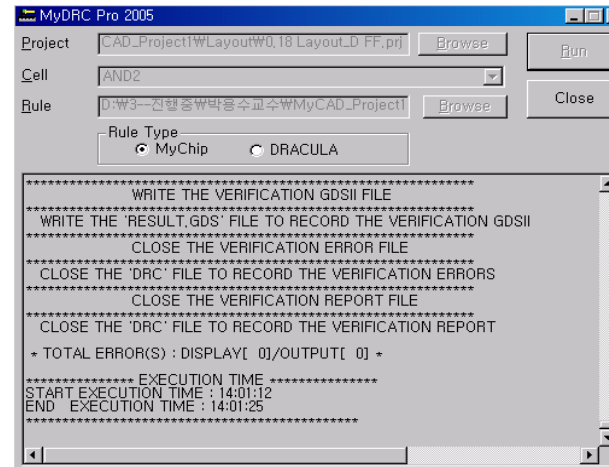 MyDRC Pro 2005
Project CAD_Project1₩Layout₩0.18 Layout_D FF.prj Browse Run
Cell AND2
Rule D:₩3--진행중₩박용수교수₩MyCAD_Project1 Browse Close
Rule Type
MyChip DRACULA
****************************************************************
WRITE THE VERIFICATION GDSII FILE
****************************************************************
WRITE THE 'RESULT.GDS' FILE TO RECORD THE VERIFICATION GDSII
****************************************************************
CLOSE THE VERIFICATION ERROR FILE
****************************************************************
CLOSE THE 'DRC' FILE TO RECORD THE VERIFICATION ERRORS
****************************************************************
CLOSE THE VERIFICATION REPORT FILE
****************************************************************
CLOSE THE 'DRC' FILE TO RECORD THE VERIFICATION REPORT
* TOTAL ERROR(S) : DISPLAY[ 0]/OUTPUT[ 0] *
*************** EXECUTION TIME ***************
START EXECUTION TIME : 14:01:12
END EXECUTION TIME : 14:01:25
***********************************************